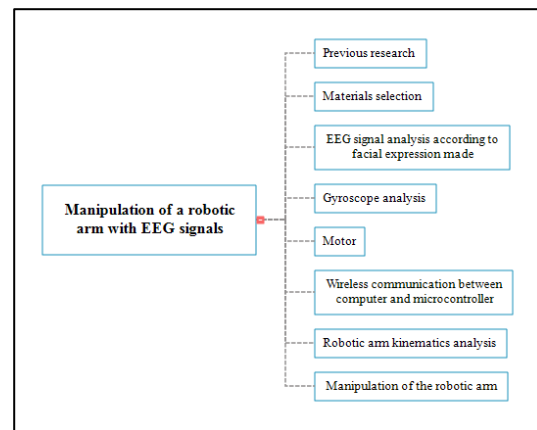 Previous research
Materials selection
EEG signal analysis according to
facial expression made
Gyroscope analysis
Manipulation of a robotic
arm with EEG signals
Motor
Wireless communication between
computer and microcontroller
Robotic arm kinematics analysis
Manipulation of the robotic arm